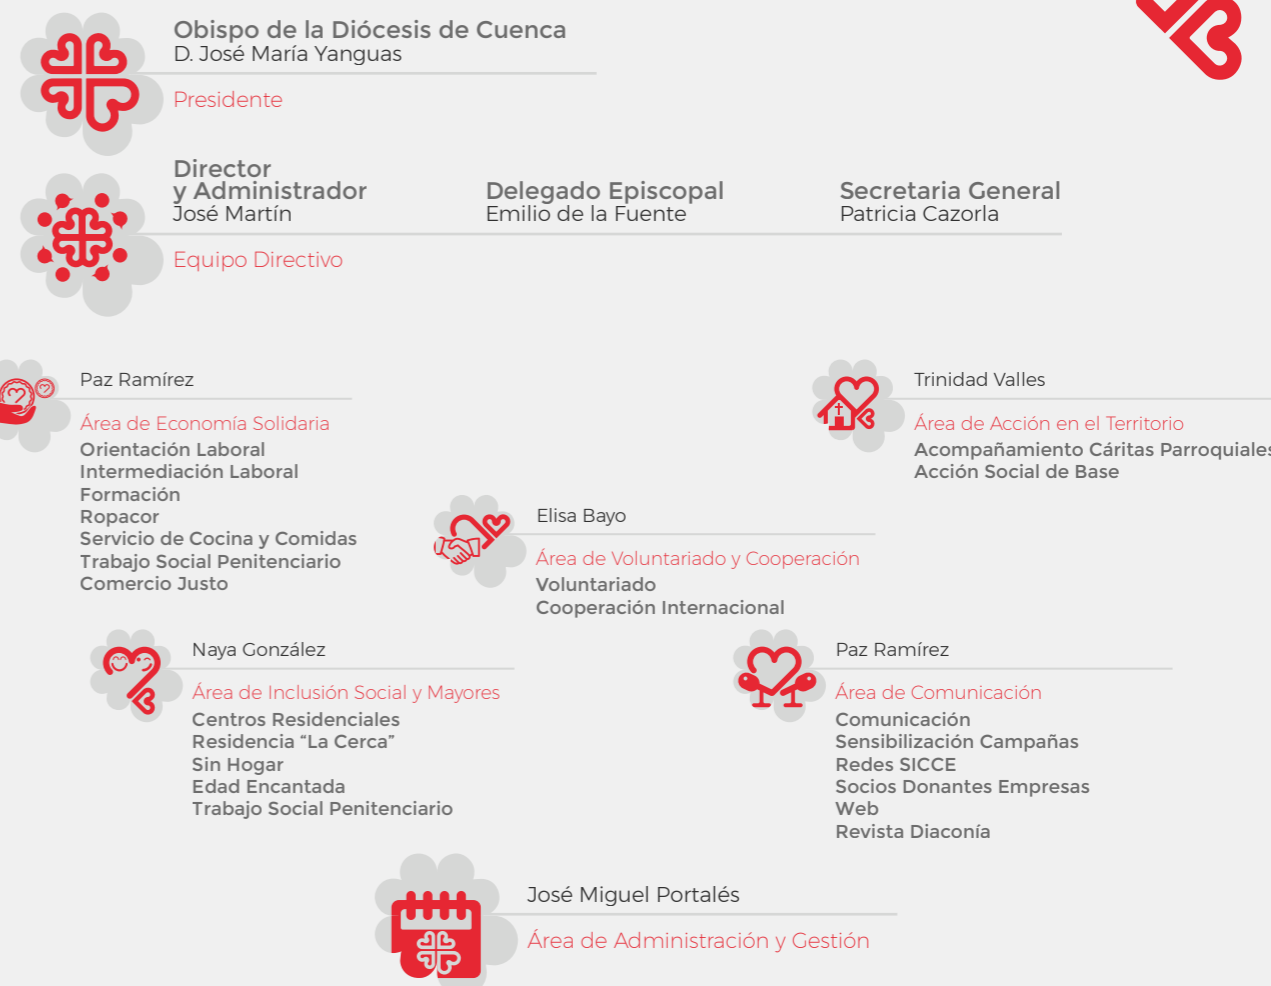 Obispo de la Diócesis de Cuenca
D. José María Yanguas
Presidente
Director
y Administrador
José Martín
Delegado Episcopal
Emilio de la Fuente
Secretaria General
Patricia Cazorla
Equipo Directivo
Paz Ramírez
Área de Economía Solidaria
Orientación Laboral
Intermediación Laboral
Formación
Ropacor
Servicio de Cocina y Comidas
Trabajo Social Penitenciario
Comercio Justo
Trinidad Valles
Área de Acción en el Territorio
Acompañamiento Cáritas Parroquiales
Acción Social de Base
Elisa Bayo
Área de Voluntariado y Cooperación
Voluntariado
Cooperación Internacional
Naya González
Área de Inclusión Social y Mayores
Centros Residenciales
Residencia “La Cerca”
Sin Hogar
Edad Encantada
Trabajo Social Penitenciario
Paz Ramírez
Área de Comunicación
Comunicación
Sensibilización Campañas
Redes SICCE
Socios Donantes Empresas
Web
Revista Diaconía
José Miguel Portalés
Área de Administración y Gestión